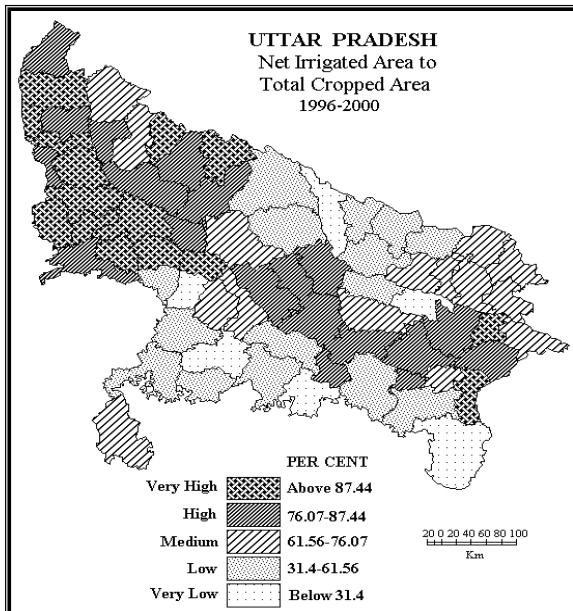 UTTAR PRADESH
Net Irrigated Area to
Total Cropped Area
1996-2000
PER CENT
Very High Above 87.44
High 76.07-87.44
Medium 61.56-76.07
Low 31.4-61.56
Very Low Below 31.4
20 0 20 40 60 80 100
Km